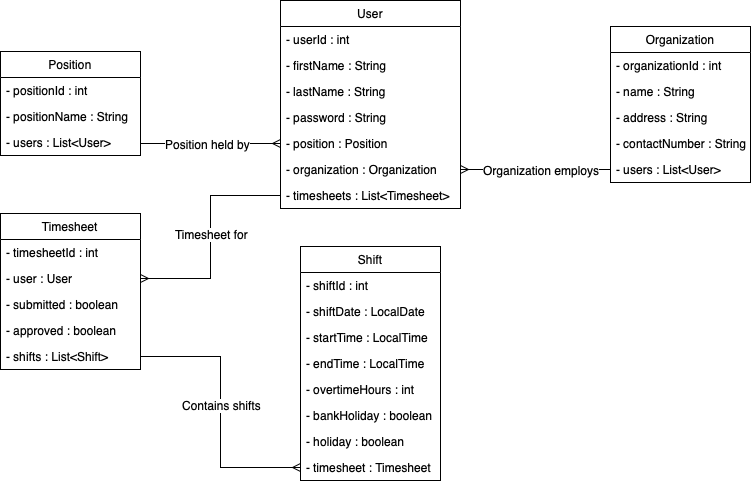 User
- userId : int
- firstName : String
- lastName : String
- password : String
- position : Position
- organization : Organization
- timesheets : List<Timesheet>
Organization
- organizationId : int
- name : String
- address : String
- contactNumber : String
- users : List<User>
Position
- positionId : int
- positionName : String
- users : List<User>
Position held by
Organization employs
Timesheet for
Timesheet
- timesheetId : int
- user : User
- submitted : boolean
- approved : boolean
- shifts : List<Shift>
Contains shifts
Shift
- shiftId : int
- shiftDate : LocalDate
- startTime : LocalTime
- endTime : LocalTime
- overtimeHours : int
- bankHoliday : boolean
- holiday : boolean
- timesheet : Timesheet